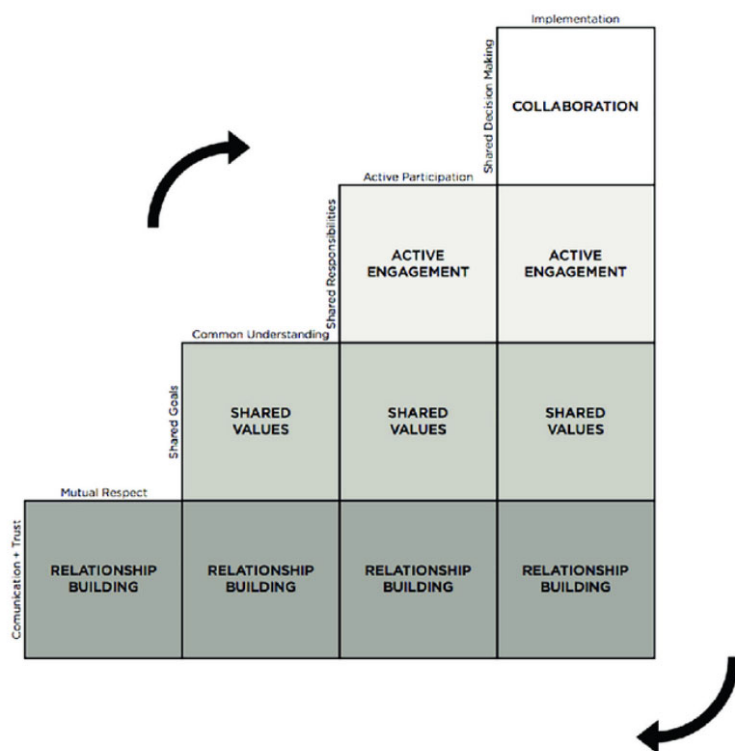 Implementation
Shared Decision Making
COLLABORATION
Active Participation
Shared Responsibilities
ACTIVE
ENGAGEMENT
ACTIVE
ENGAGEMENT
Common Understanding
Shared Goals
SHARED
VALUES
SHARED
VALUES
SHARED
VALUES
Mutual Respect
Comunication + Trust
RELATIONSHIP
BUILDING
RELATIONSHIP
BUILDING
RELATIONSHIP
BUILDING
RELATIONSHIP
BUILDING